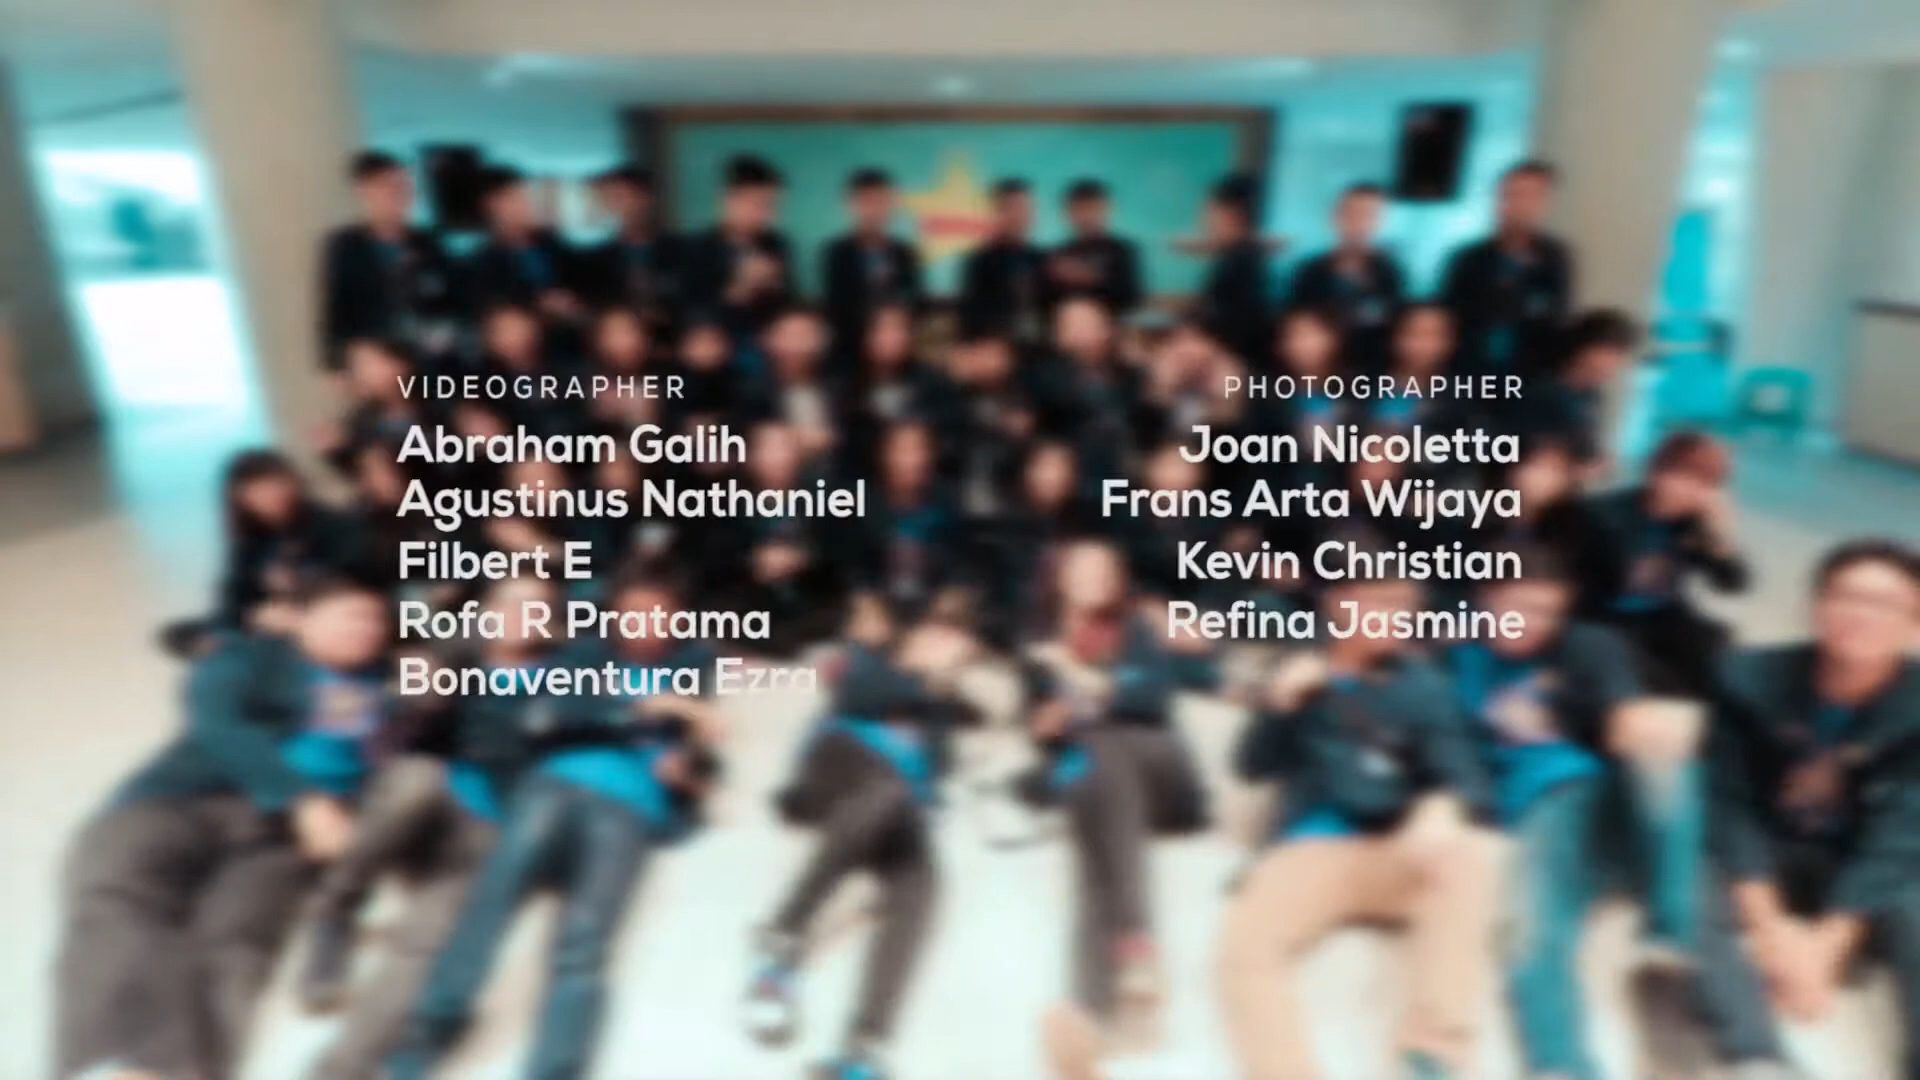 VIDEOGRAPHER
Abraham Galih
Agustinus Nathaniel
Filbert E
Rofa R Pratama
Bonaventura Ezra
PHOTOGRAPHER
Joan Nicoletta
Frans Arta Wijaya
Kevin Christian
Refina Jasmine